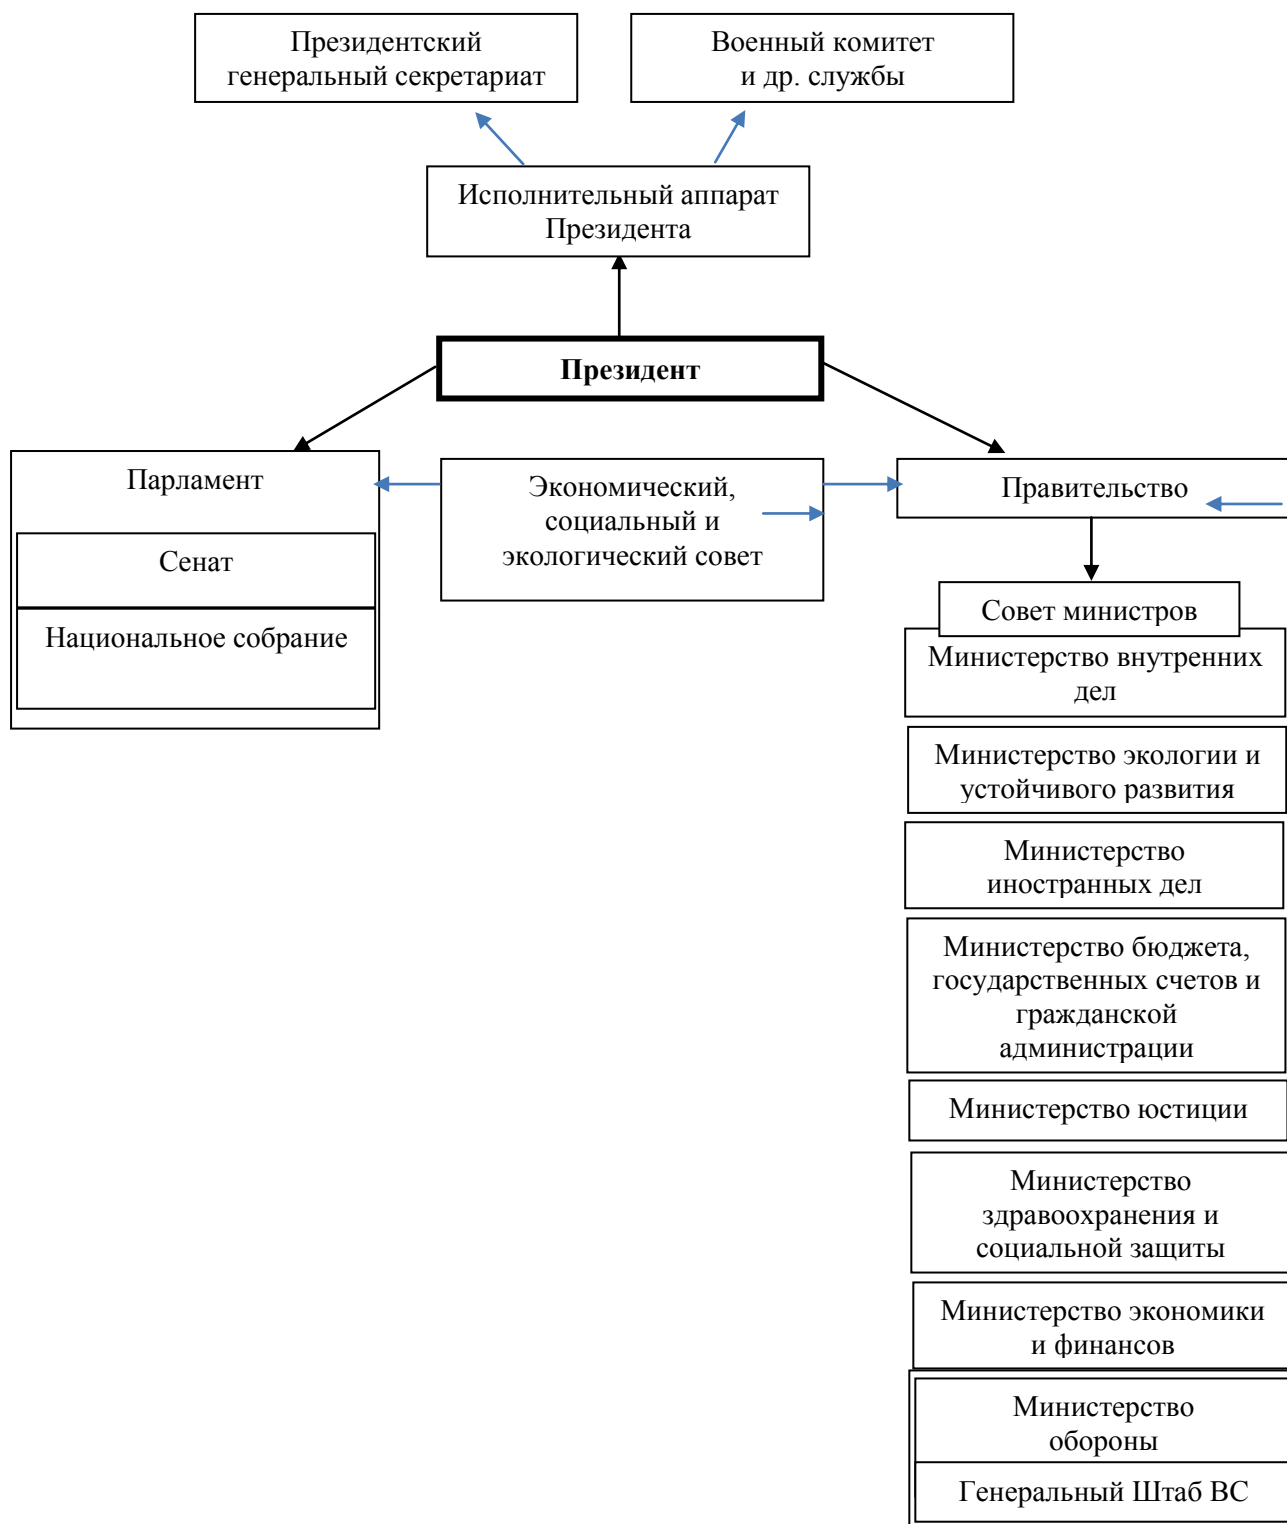 Президентский
генеральный секретариат
Военный комитет
и др. службы
Исполнительный аппарат
Президента
Президент
Парламент
Сенат
Национальное собрание
Экономический,
социальный и
экологический совет
Правительство
Совет министров
Министерство внутренних
дел
Министерство экологии и
устойчивого развития
Министерство
иностранных дел
Министерство бюджета,
государственных счетов и
гражданской
администрации
Министерство юстиции
Министерство
здравоохранения и
социальной защиты
Министерство экономики
и финансов
Министерство
обороны
Генеральный Штаб ВС